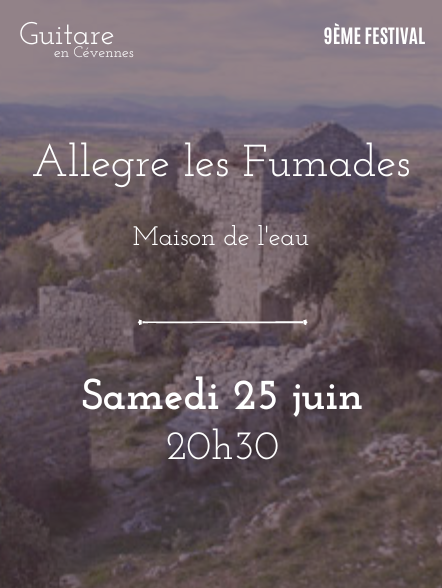 Guitare
en Cévennes
9ÈME FESTIVAL
Allegre les Fumades
Maison de l'eau
Samedi 25 juin
20h30